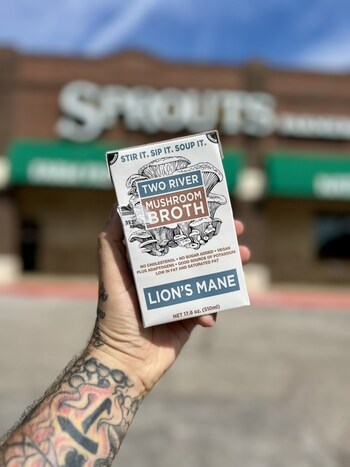 SPROUTS
STIR IT. SIP IT. SOUP IT.
TWO RIVER
MUSHROOM
BROTH
NO CHOLESTEROL • NO SUGAR ADDED • VEGAN
PLUS ADAPTOGENS • GOOD SOURCE OF POTASSIUM
LOW IN FAT AND SATURATED FAT
LION'S MANE
NET 17.6 oz. (510ml)